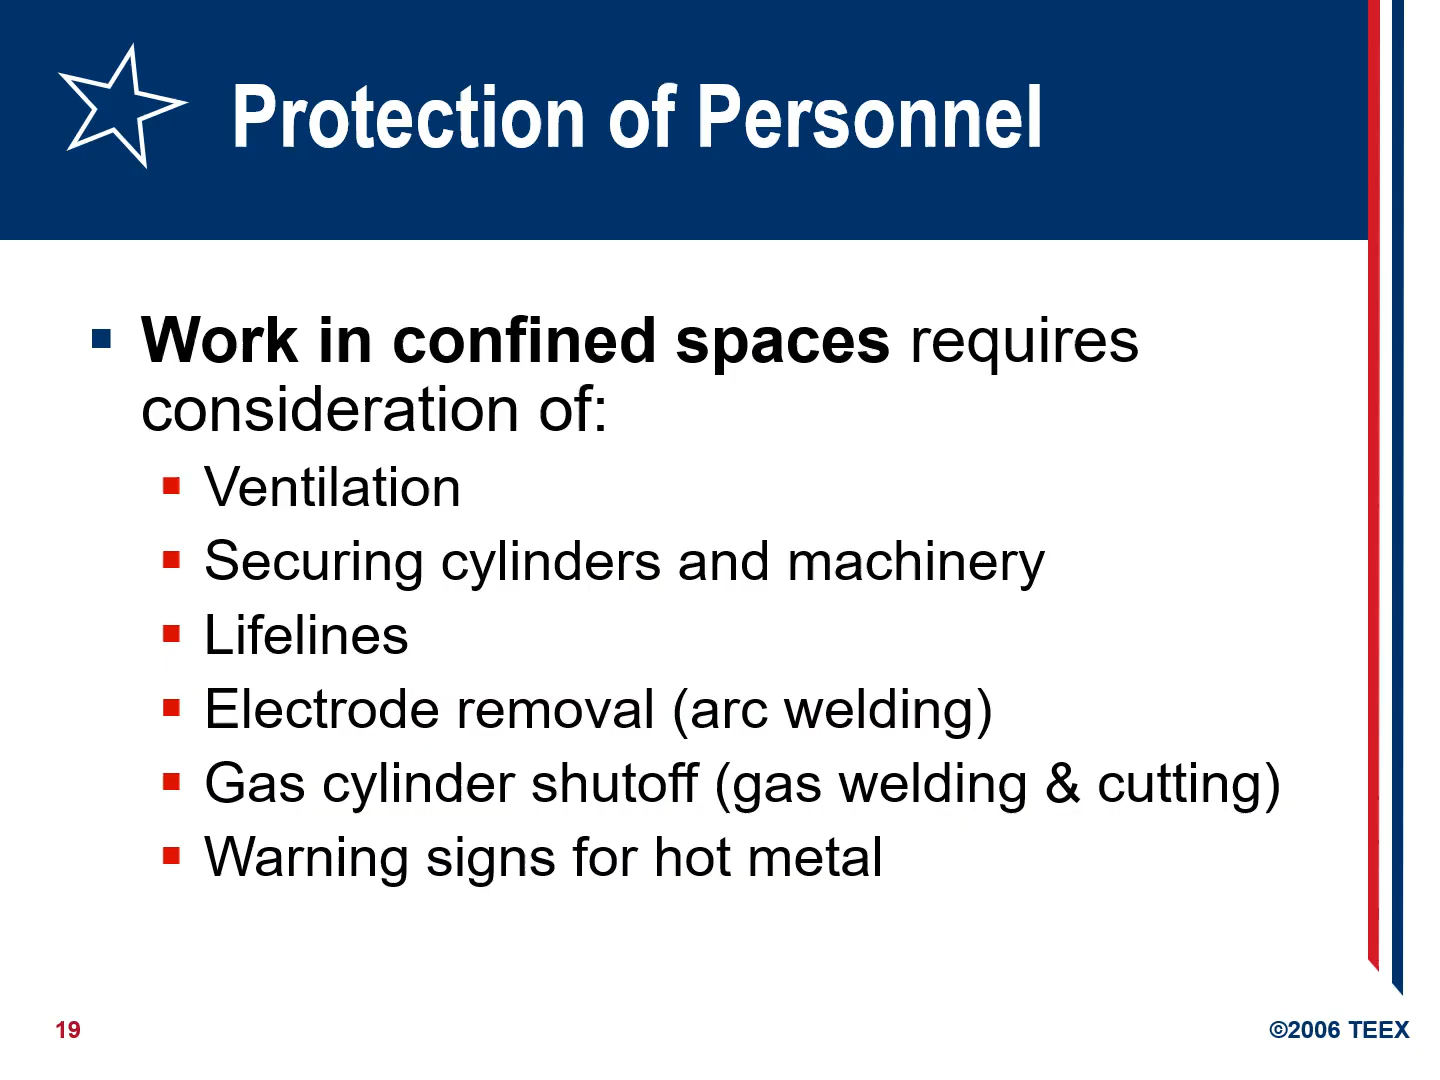 Protection of Personnel
Work in confined spaces requires
consideration of:
Ventilation
Securing cylinders and machinery
Lifelines
Electrode removal (arc welding)
Gas cylinder shutoff (gas welding & cutting)
Warning signs for hot metal
19
©2006 TEEX